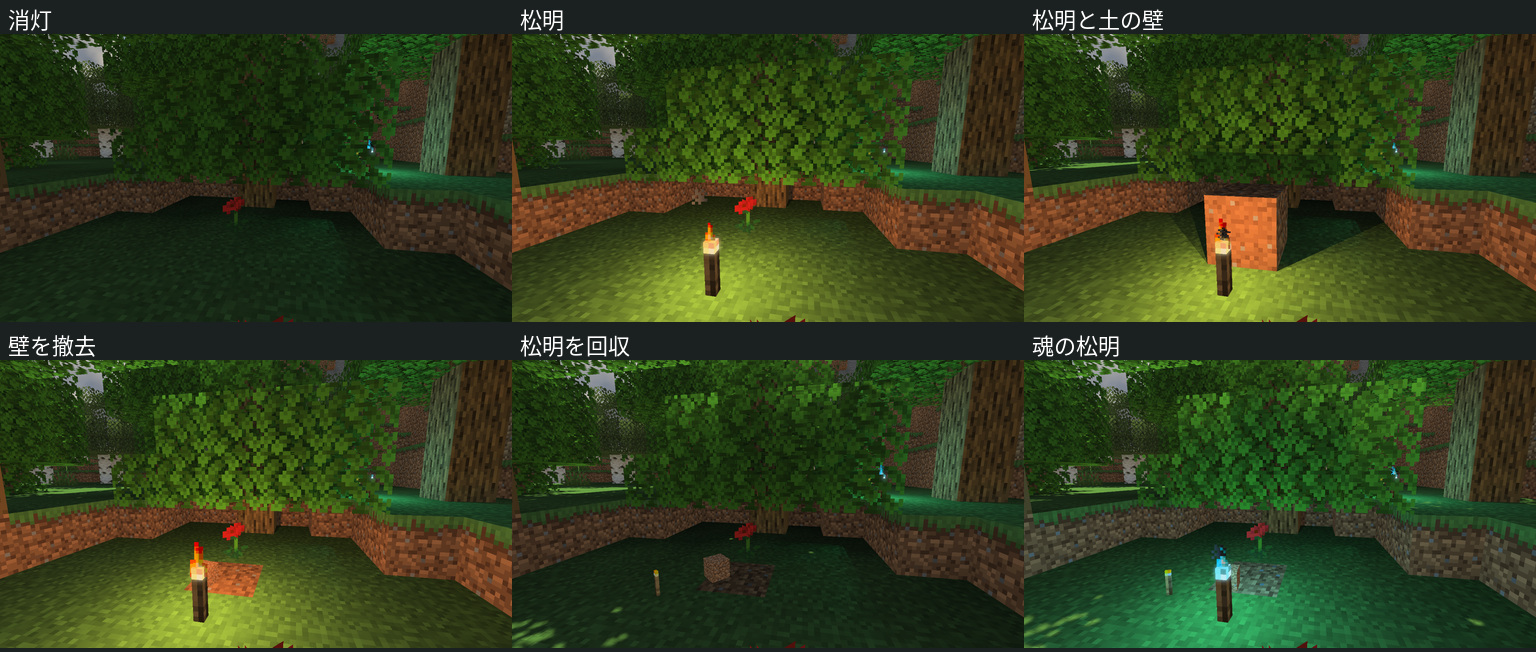 消灯
松明
松明と土の壁
壁を撤去
松明を回収
魂の松明